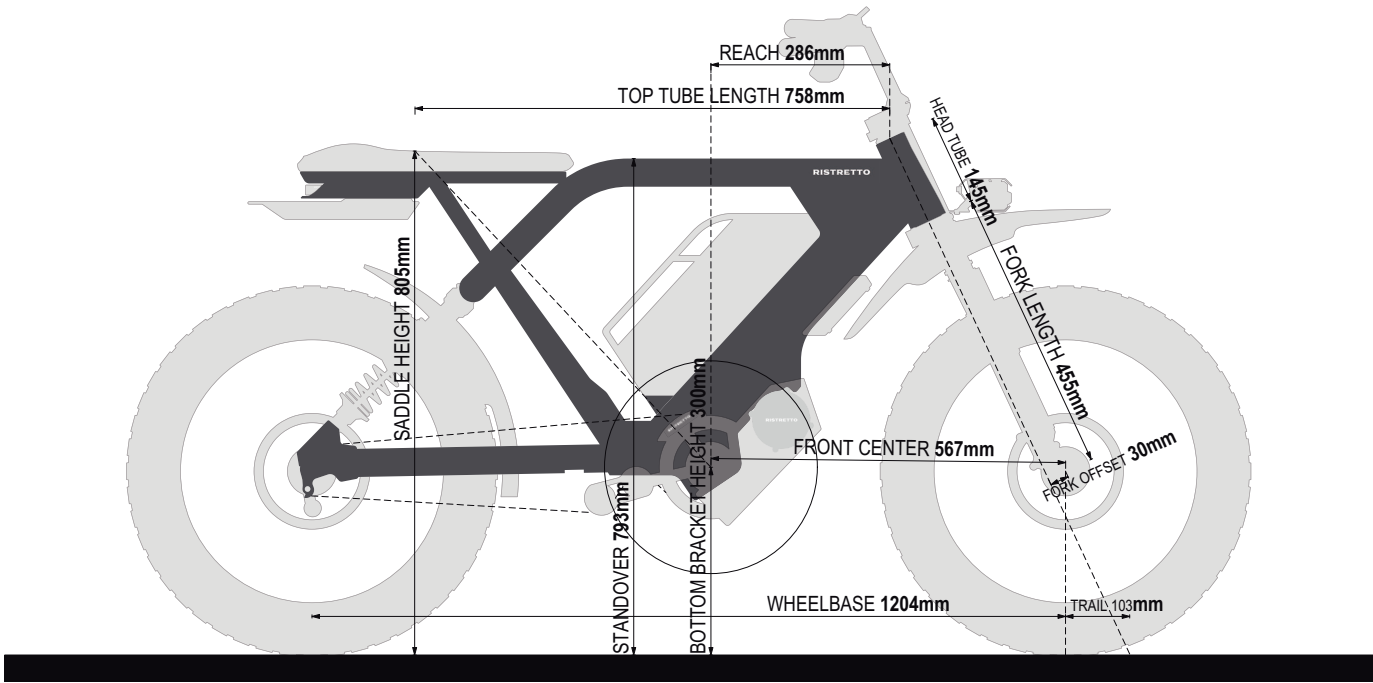 REACH 286mm
TOP TUBE LENGTH 758mm
HEAD TUBE 145mm
RISTRETTO
SADDLE HEIGHT 805mm
FORK LENGTH 455mm
BOTTOM BRACKET HEIGHT 300mm
RISTRETTO
FRONT CENTER 567mm
FORK OFFSET 30mm
STANDOVER 793mm
WHEELBASE 1204mm
TRAIL 103mm